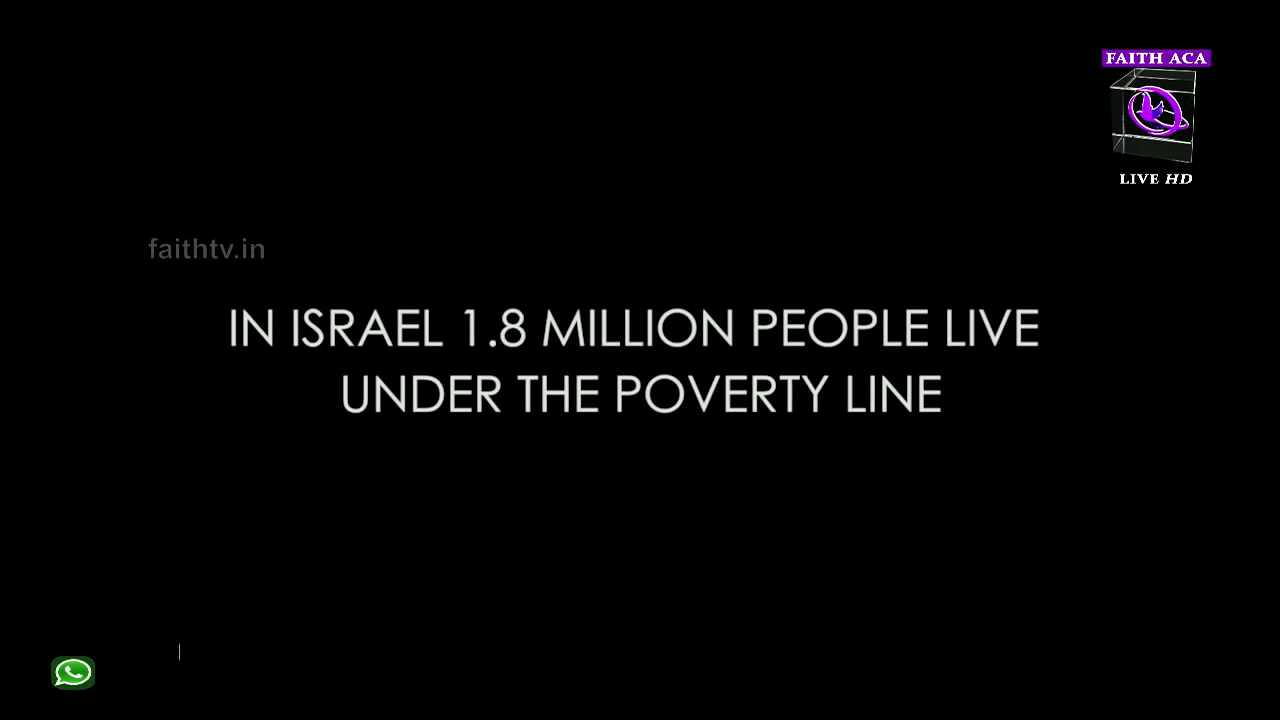 FAITH ACA
LIVE HD
faithtv.in
IN ISRAEL 1.8 MILLION PEOPLE LIVE
UNDER THE POVERTY LINE